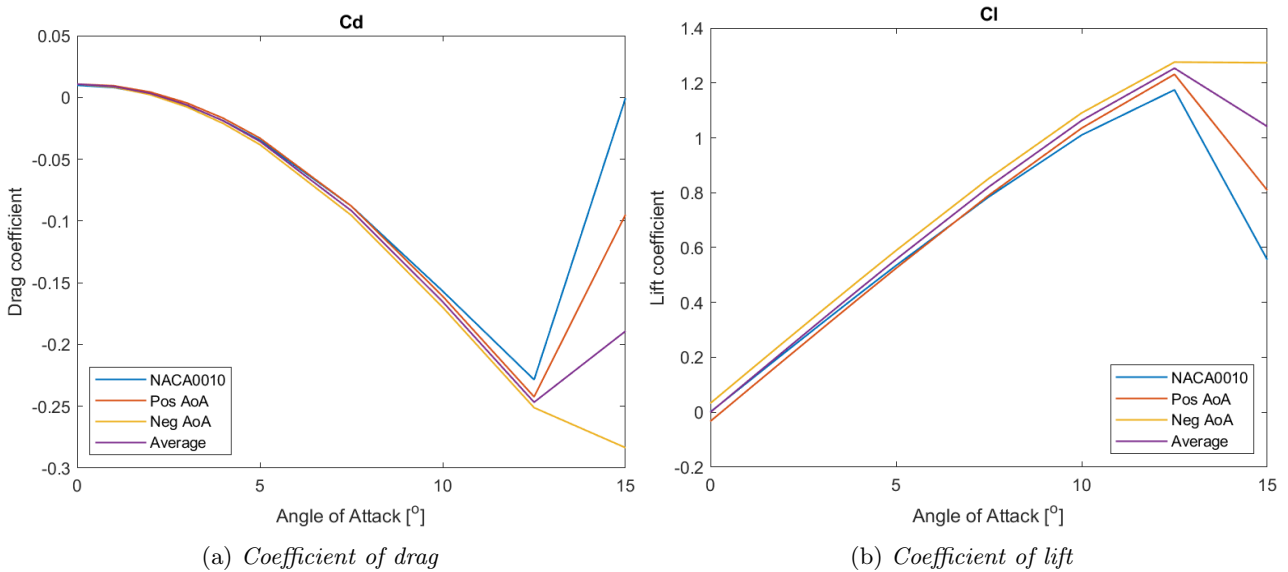 Cd
0.05
0
-0.05
-0.1
-0.15
-0.2
-0.25
-0.3
Drag coefficient
NACA0010
Pos AoA
Neg AoA
Average
0 5 10 15
Angle of Attack [°]
(a) Coefficient of drag
Cl
1.4
1.2
1
0.8
0.6
0.4
0.2
0
-0.2
Lift coefficient
NACA0010
Pos AoA
Neg AoA
Average
0 5 10 15
Angle of Attack [°]
(b) Coefficient of lift